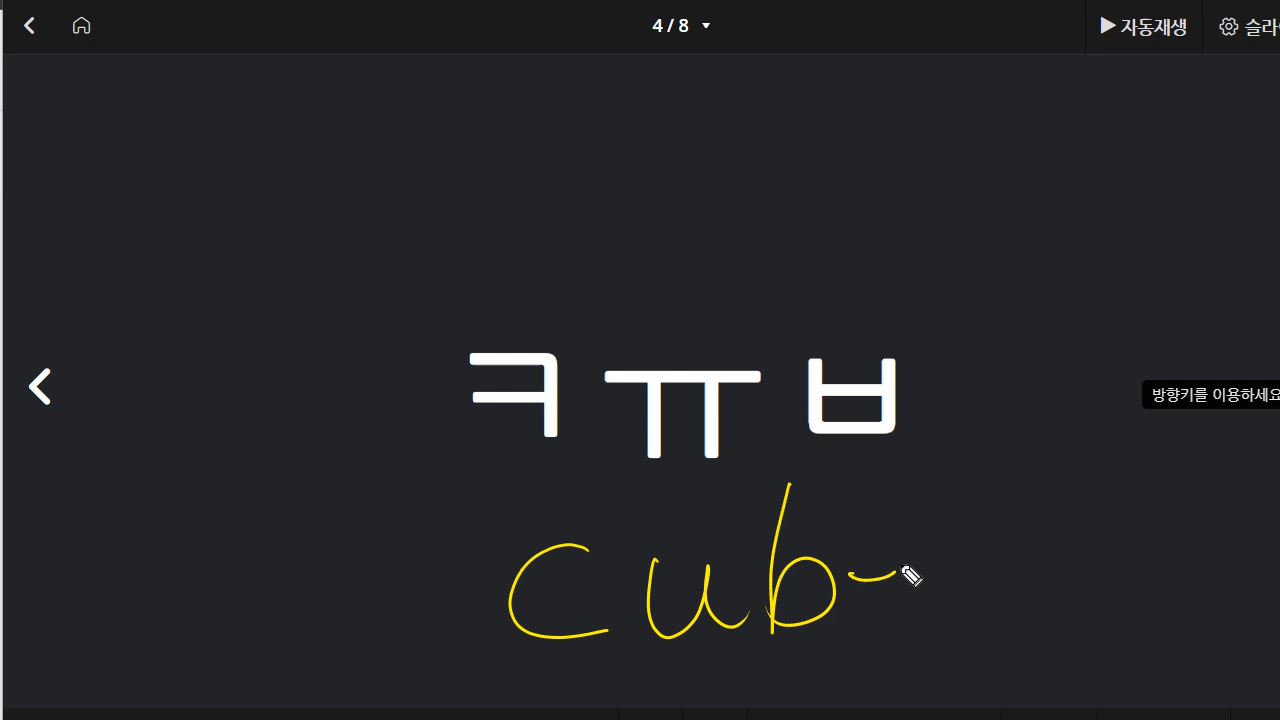 4 / 8
자동재생
슬라
ㅋ ㅠ ㅂ
방향키를 이용하세요
cub